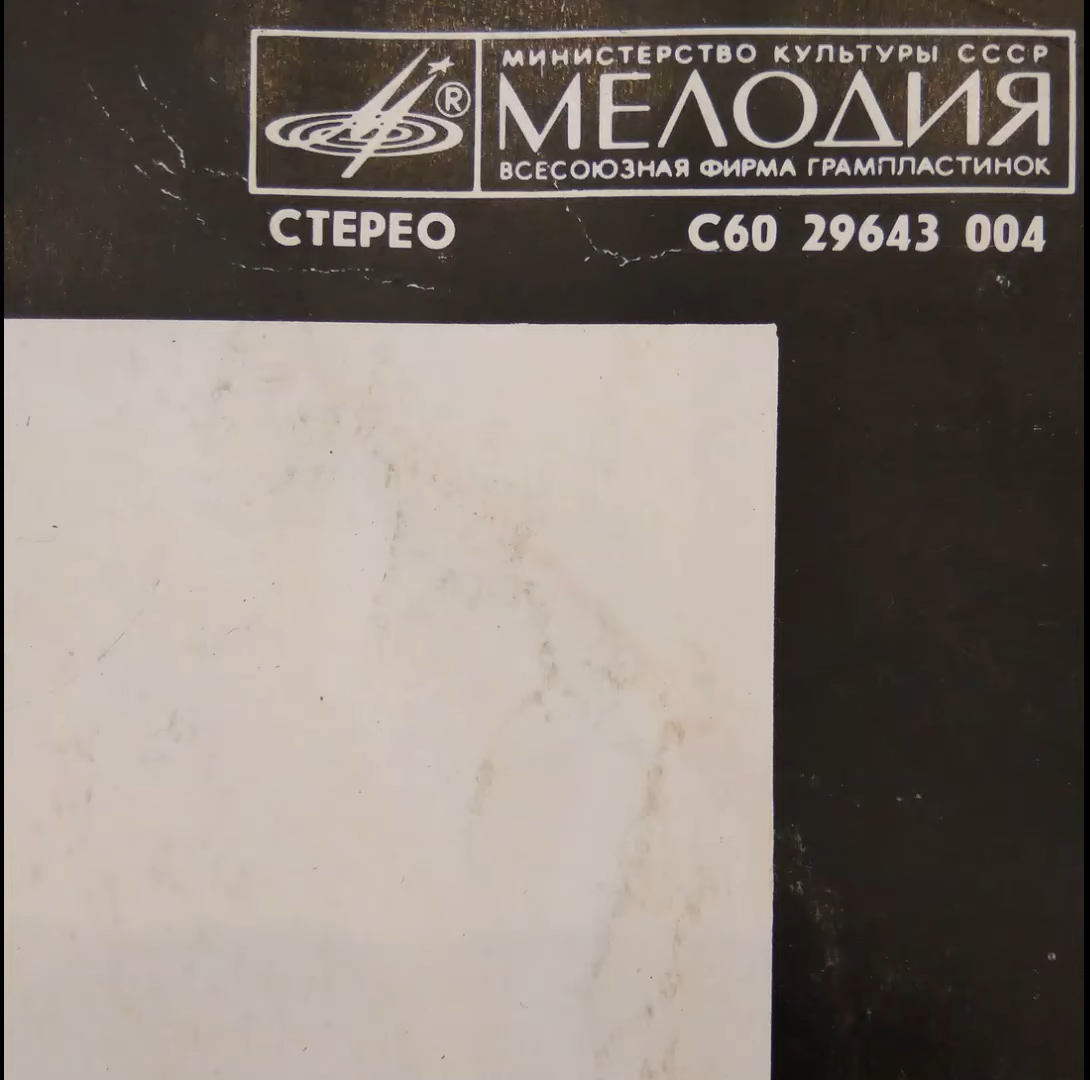 ®
МИНИСТЕРСТВО КУЛЬТУРЫ СССР
МЕЛОДИЯ
ВСЕСОЮЗНАЯ ФИРМА ГРАМПЛАСТИНОК
СТЕРЕО
С60 29643 004